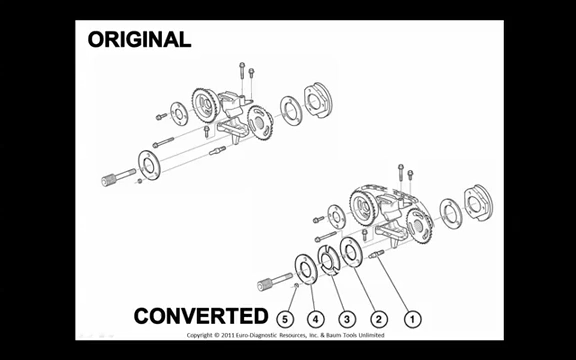 ORIGINAL
CONVERTED
5 4 3 2 1
Copyright © 2011 Euro-Diagnostic Resources, Inc. & Baum Tools Unlimited